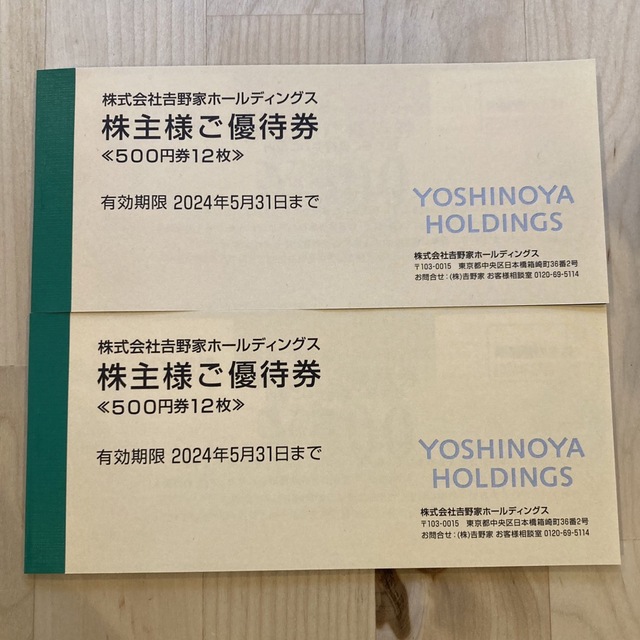 株式会社𠮷野家ホールディングス
株主様ご優待券
≪500円券12枚≫
有効期限 2024年5月31日まで
YOSHINOYA
HOLDINGS
株式会社𠮷野家ホールディングス
〒103-0015 東京都中央区日本橋箱崎町36番2号
お問合せ：(株)𠮷野家 お客様相談室 0120-69-5114
株式会社𠮷野家ホールディングス
株主様ご優待券
≪500円券12枚≫
有効期限 2024年5月31日まで
YOSHINOYA
HOLDINGS
株式会社𠮷野家ホールディングス
〒103-0015 東京都中央区日本橋箱崎町36番2号
お問合せ：(株)𠮷野家 お客様相談室 0120-69-5114